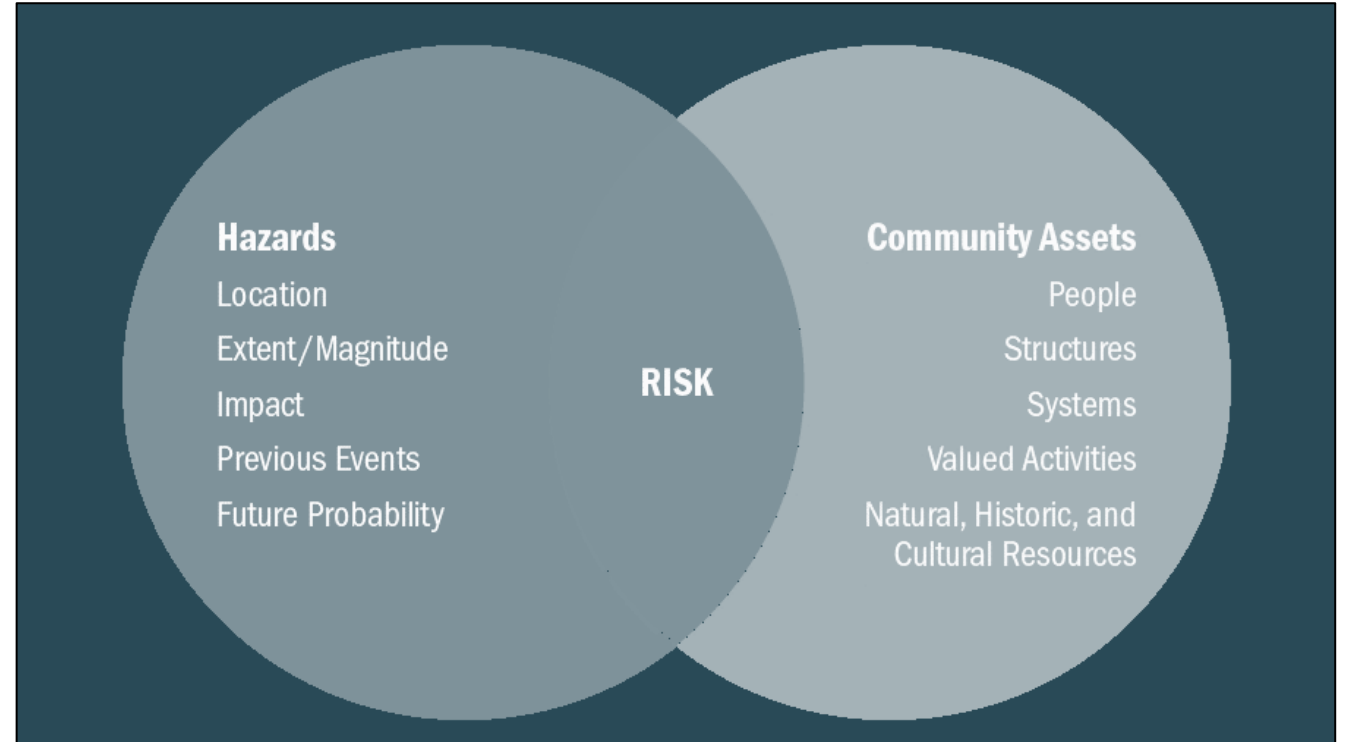 Hazards
Location
Extent/Magnitude
Impact
Previous Events
Future Probability
RISK
Community Assets
People
Structures
Systems
Valued Activities
Natural, Historic, and
Cultural Resources